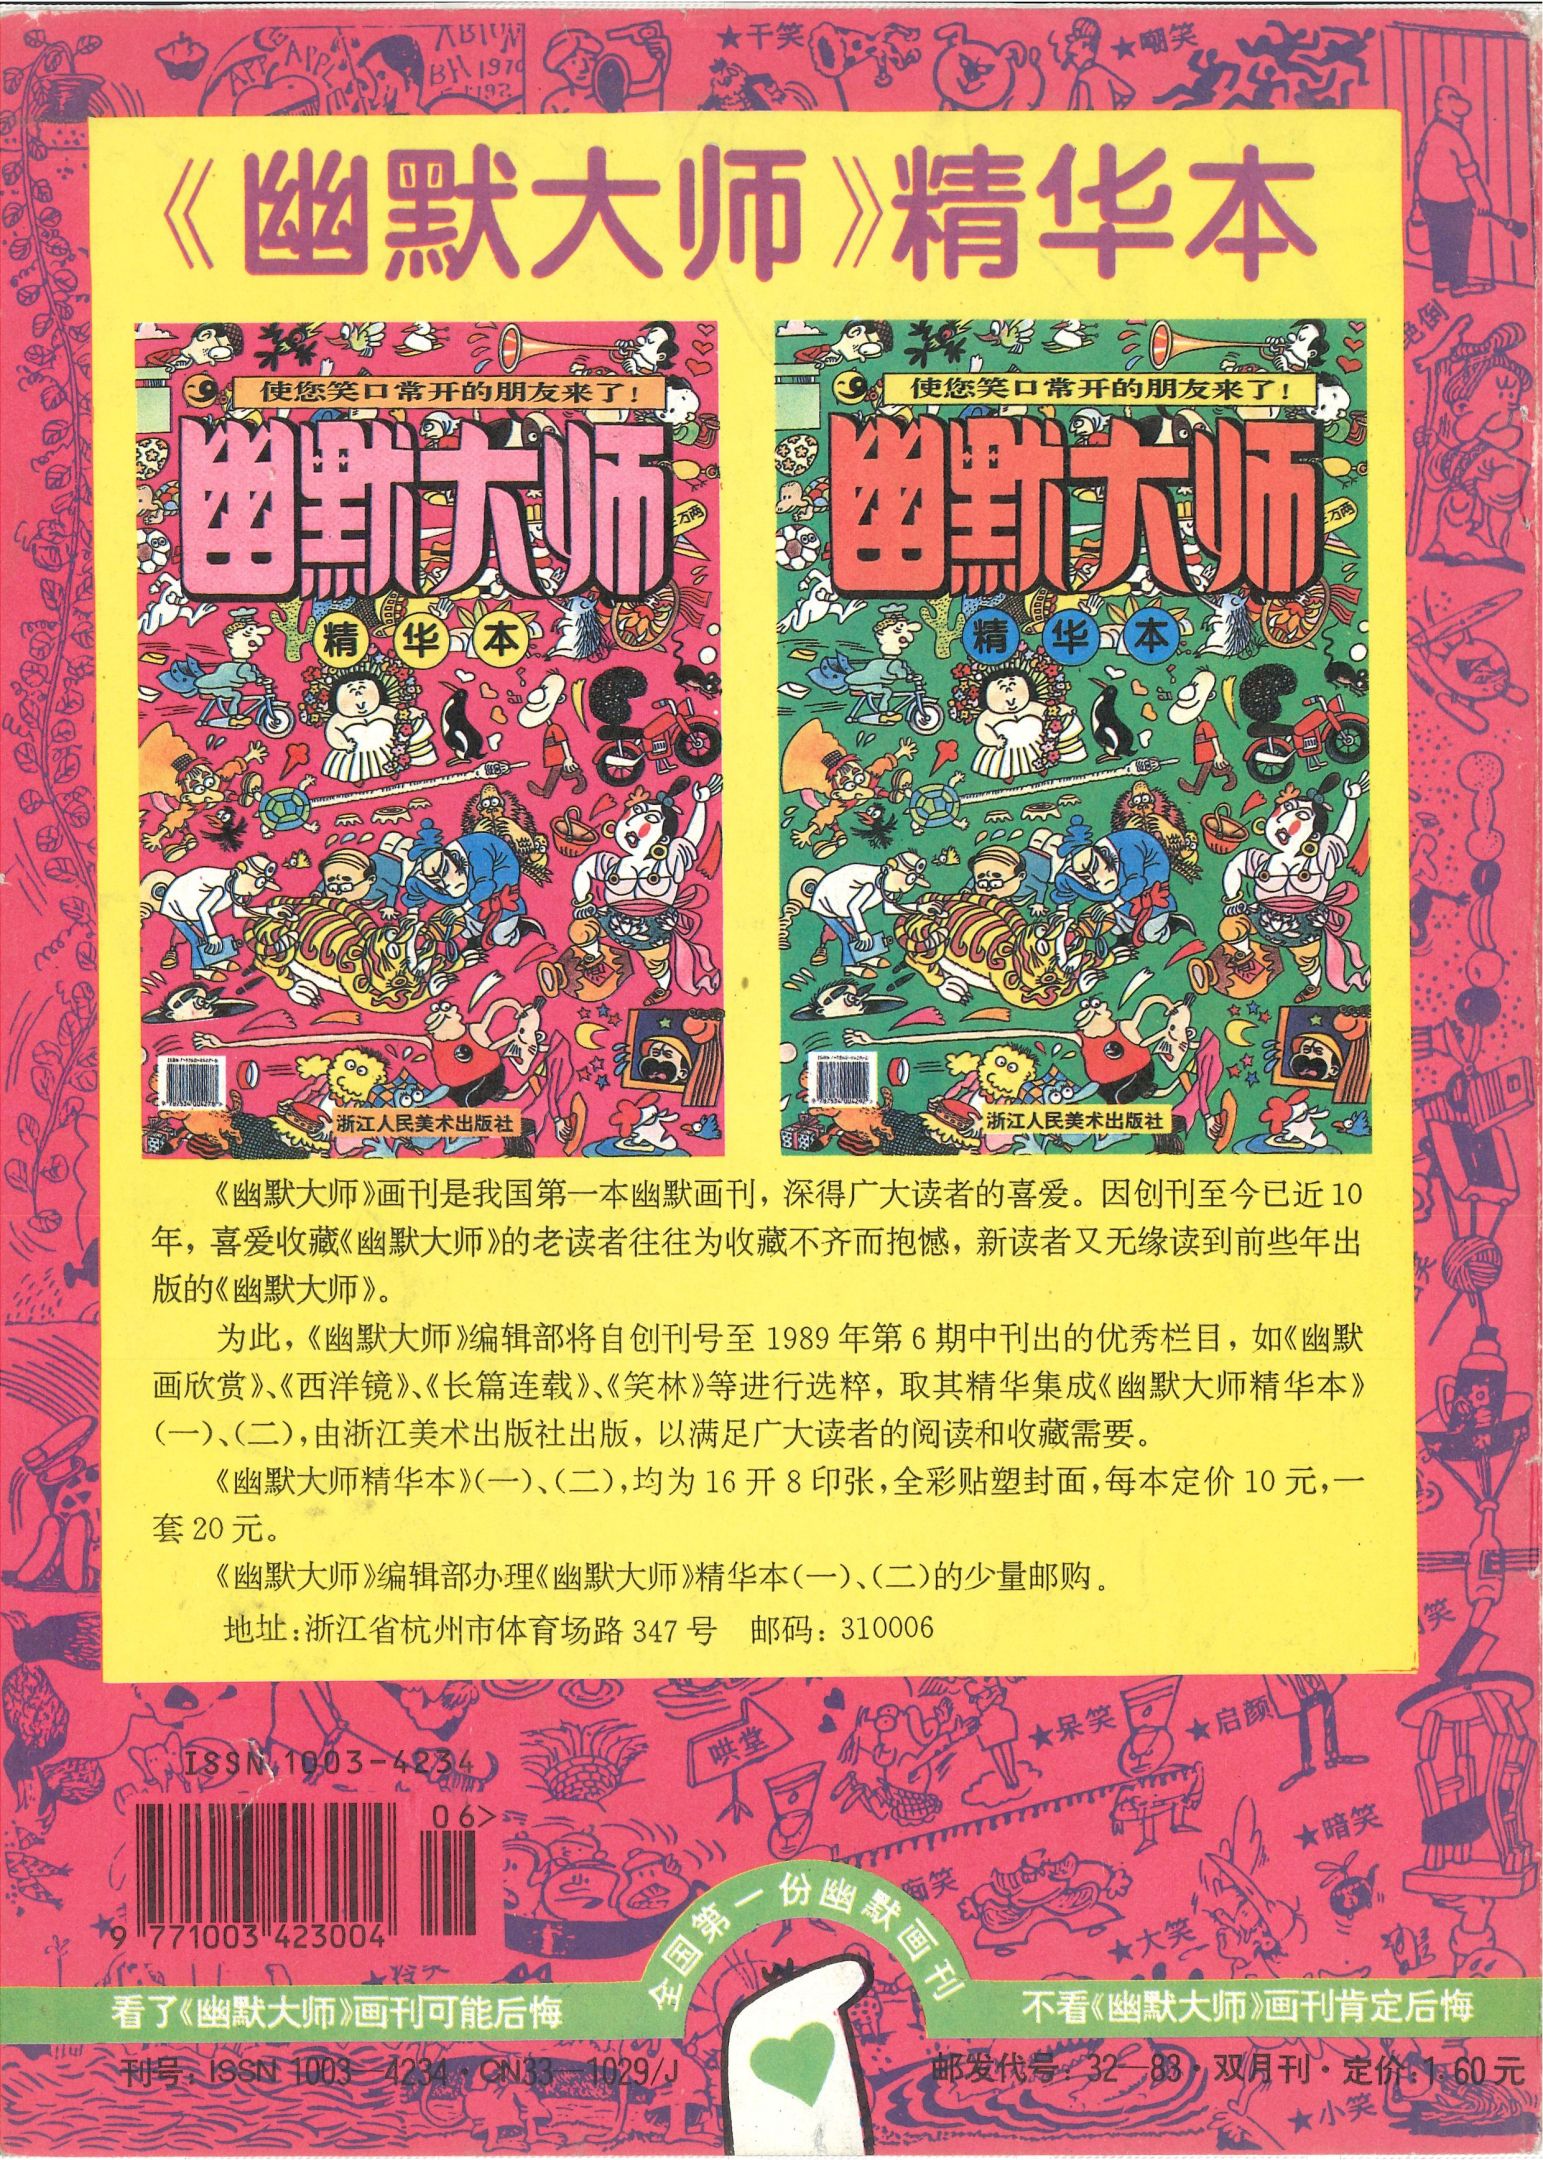 ★干笑
★嘲笑
《幽默大师》精华本
使您笑口常开的朋友来了!
幽默大师
精华本
浙江人民美术出版社
使您笑口常开的朋友来了!
幽默大师
精华本
浙江人民美术出版社
《幽默大师》画刊是我国第一本幽默画刊，深得广大读者的喜爱。因创刊至今已近10
年，喜爱收藏《幽默大师》的老读者往往为收藏不齐而抱憾，新读者又无缘读到前些年出
版的《幽默大师》。
为此，《幽默大师》编辑部将自创刊号至 1989 年第 6 期中刊出的优秀栏目，如《幽默
画欣赏》、《西洋镜》、《长篇连载》、《笑林》等进行选粹，取其精华集成《幽默大师精华本》
(一)、(二)，由浙江美术出版社出版，以满足广大读者的阅读和收藏需要。
《幽默大师精华本》(一)、(二)，均为 16 开 8 印张，全彩贴塑封面，每本定价 10 元，一
套 20 元。
《幽默大师》编辑部办理《幽默大师》精华本(一)、(二)的少量邮购。
地址：浙江省杭州市体育场路 347 号 邮码：310006
哄堂
★呆笑
★启颜
★暗笑
痴笑
★大笑
ISSN 1003-4234
06>
9 771003 423004
全国第一份幽默画刊
看了《幽默大师》画刊可能后悔
不看《幽默大师》画刊肯定后悔
刊号：ISSN 1003—4234·CN33—1029/J
邮发代号：32—83·双月刊·定价：1.60元
★小笑